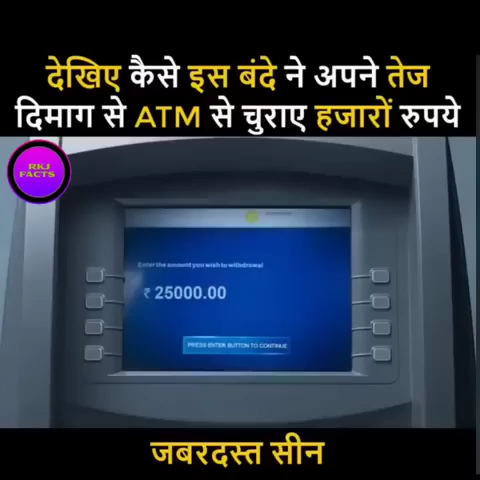 देखिए कैसे इस बंदे ने अपने तेज
दिमाग से ATM से चुराए हजारों रुपये
RKJ
FACTS
Enter the amount you wish to withdrawal
₹ 25000.00
PRESS ENTER BUTTON TO CONTINUE
जबरदस्त सीन